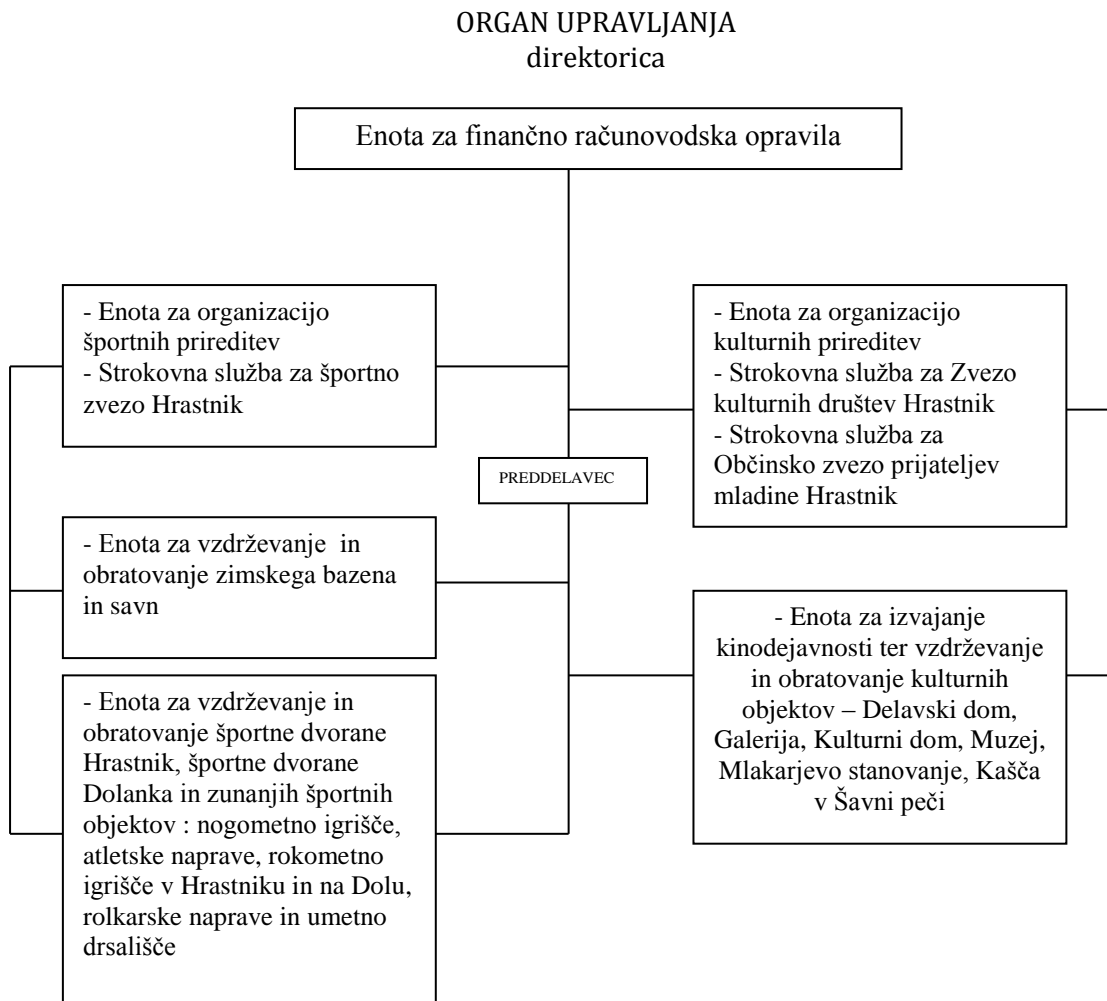 ORGAN UPRAVLJANJA
direktorica
Enota za finančno računovodska opravila
- Enota za organizacijo
športnih prireditev
- Strokovna služba za športno
zvezo Hrastnik
- Enota za organizacijo
kulturnih prireditev
- Strokovna služba za Zvezo
kulturnih društev Hrastnik
- Strokovna služba za
Občinsko zvezo prijateljev
mladine Hrastnik
PREDDELAVEC
- Enota za vzdrževanje in
obratovanje zimskega bazena
in savn
- Enota za izvajanje
kinodejavnosti ter vzdrževanje
in obratovanje kulturnih
objektov – Delavski dom,
Galerija, Kulturni dom, Muzej,
Mlakarjevo stanovanje, Kašča
v Šavni peči
- Enota za vzdrževanje in
obratovanje športne dvorane
Hrastnik, športne dvorane
Dolanka in zunanjih športnih
objektov : nogometno igrišče,
atletske naprave, rokometno
igrišče v Hrastniku in na Dolu,
rolkarske naprave in umetno
drsališče